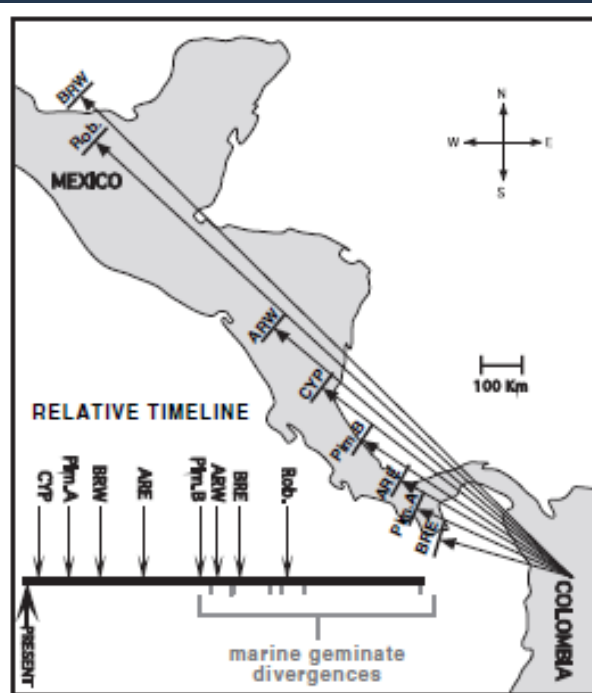 BRW
Rob.
MEXICO
N
W
E
S
ARW
CYP
100 Km
RELATIVE TIMELINE
Pim.B
ARE
Pim.A
BRE
CYP
Pim.A
BRW
ARE
Pim.B
ARW
BRE
Rob.
PRESENT
COLOMBIA
marine geminate
divergences